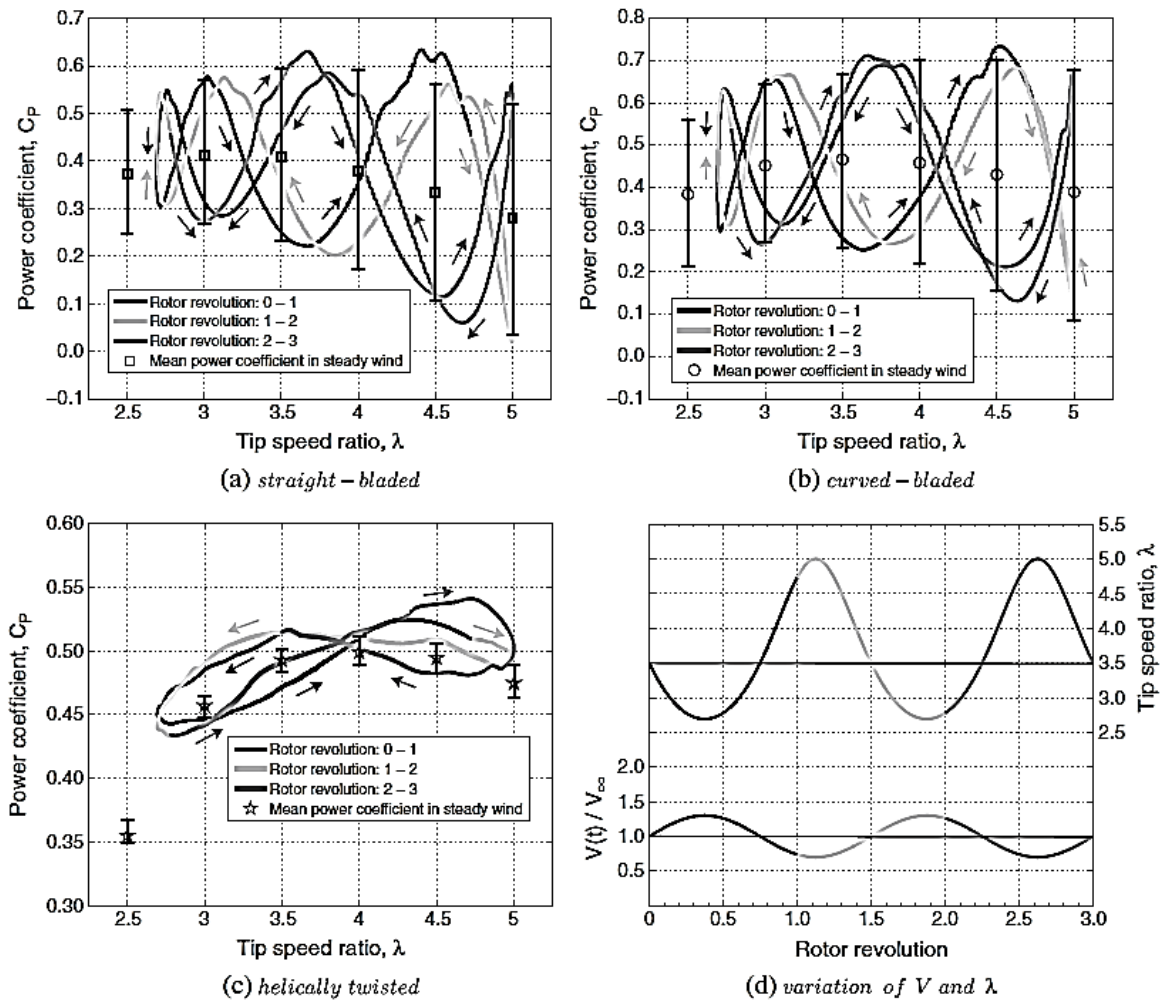 0.7
0.6
0.5
0.4
0.3
0.2
0.1
0.0
−0.1
Power coefficient, CP
2.5 3 3.5 4 4.5 5
Tip speed ratio, λ
Rotor revolution: 0 – 1
Rotor revolution: 1 – 2
Rotor revolution: 2 – 3
Mean power coefficient in steady wind
(a) straight – bladed
0.8
0.7
0.6
0.5
0.4
0.3
0.2
0.1
0.0
−0.1
Power coefficient, CP
2.5 3 3.5 4 4.5 5
Tip speed ratio, λ
Rotor revolution: 0 – 1
Rotor revolution: 1 – 2
Rotor revolution: 2 – 3
Mean power coefficient in steady wind
(b) curved – bladed
0.60
0.55
0.50
0.45
0.40
0.35
0.30
Power coefficient, CP
2.5 3 3.5 4 4.5 5
Tip speed ratio, λ
Rotor revolution: 0 – 1
Rotor revolution: 1 – 2
Rotor revolution: 2 – 3
Mean power coefficient in steady wind
(c) helically twisted
5.5
5.0
4.5
4.0
3.5
3.0
2.5
Tip speed ratio, λ
2.0
1.5
1.0
0.5
V(t) / V∞
0 0.5 1.0 1.5 2.0 2.5 3.0
Rotor revolution
(d) variation of V and λ